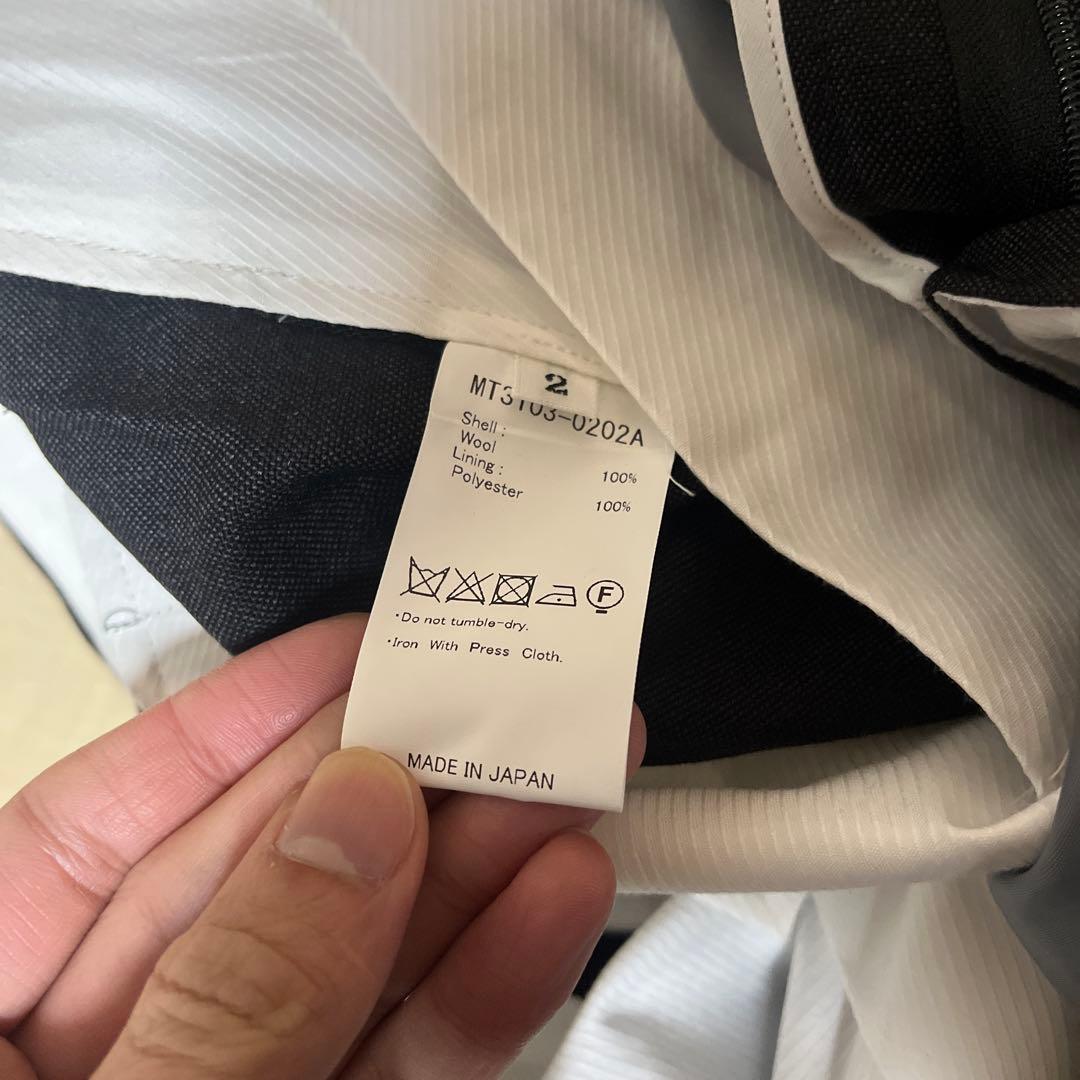 2
MT3103-0202A
Shell :
Wool 100%
Lining :
Polyester 100%
F
·Do not tumble-dry.
·Iron With Press Cloth.
MADE IN JAPAN